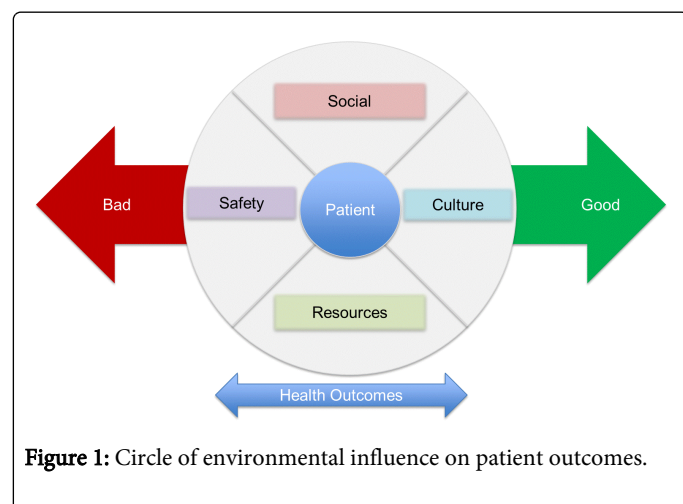 Social
Bad
Safety
Patient
Culture
Good
Resources
Health Outcomes
Figure 1: Circle of environmental influence on patient outcomes.